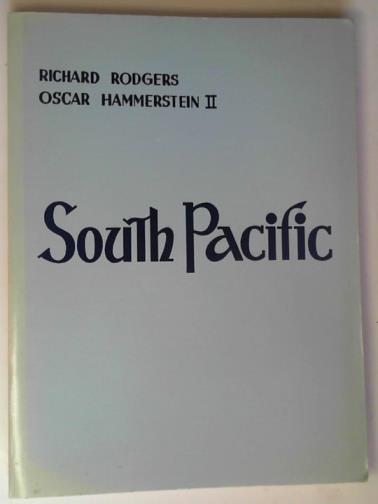 RICHARD RODGERS
OSCAR HAMMERSTEIN II
South Pacific